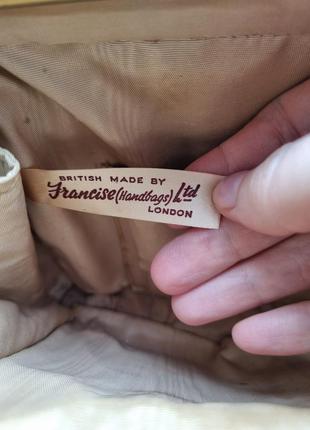 BRITISH MADE BY
Francise (Handbags) Ltd
LONDON